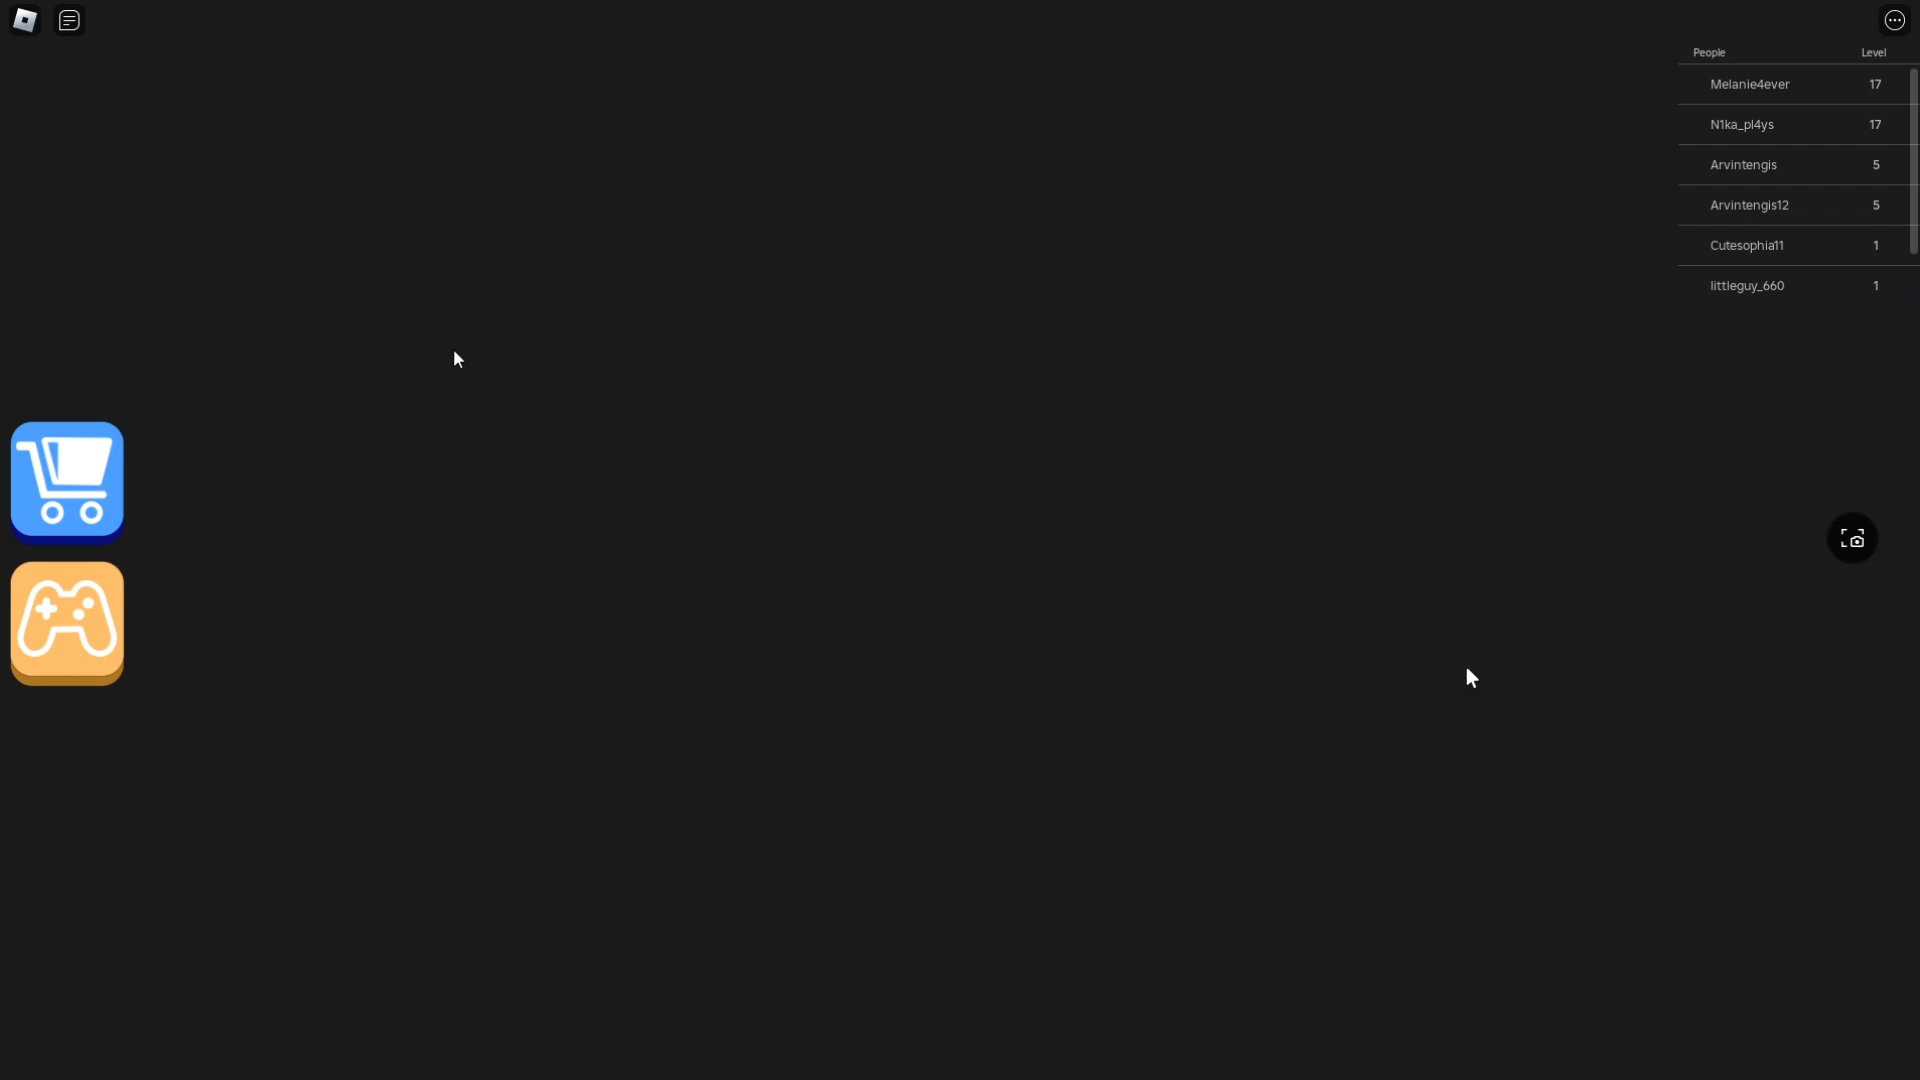 People Level
Melanie4ever 17
N1ka_pl4ys 17
Arvintengis 5
Arvintengis12 5
Cutesophia11 1
littleguy_660 1